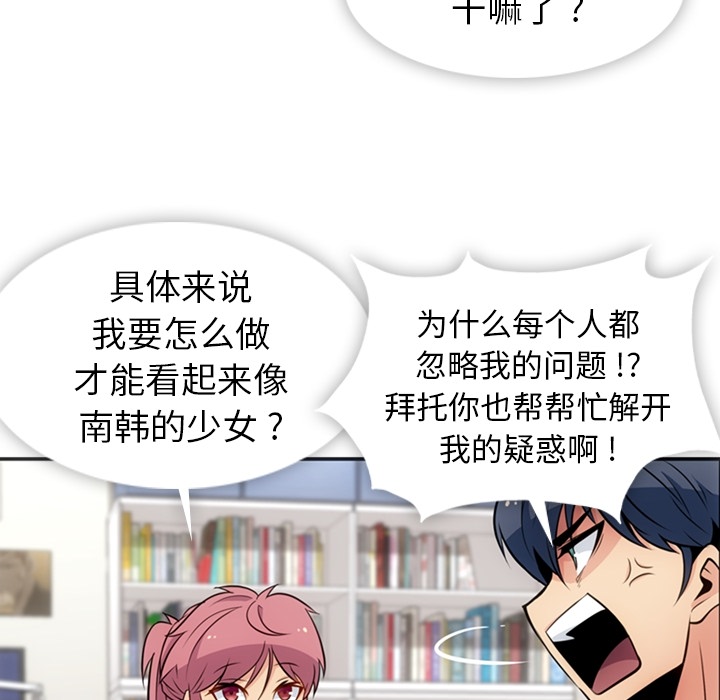 干嘛了？
具体来说
我要怎么做
才能看起来像
南韩的少女？
为什么每个人都
忽略我的问题!?
拜托你也帮帮忙解开
我的疑惑啊！